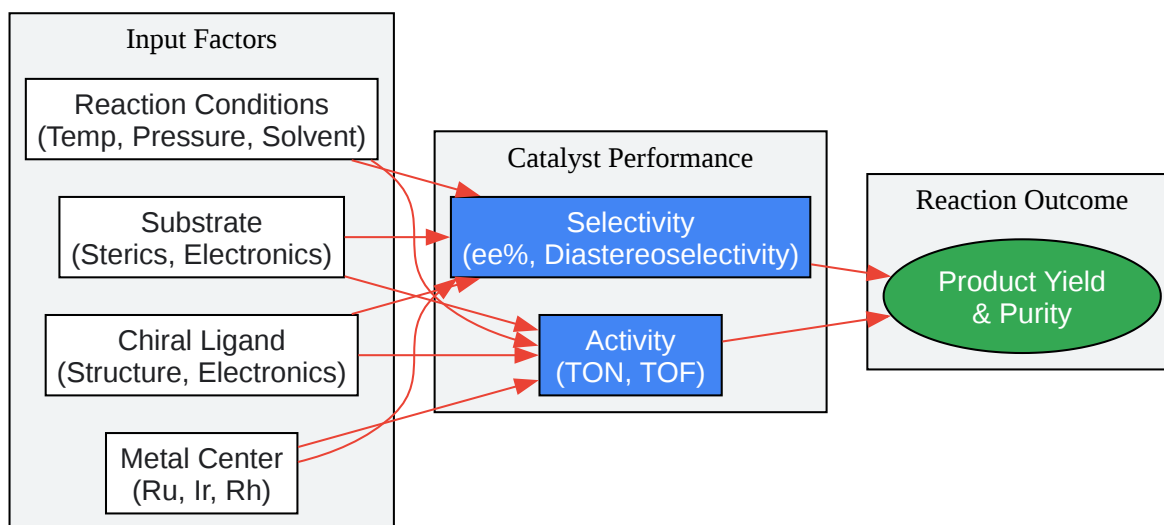 Input Factors
Reaction Conditions
(Temp, Pressure, Solvent)
Substrate
(Sterics, Electronics)
Chiral Ligand
(Structure, Electronics)
Metal Center
(Ru, Ir, Rh)
Catalyst Performance
Selectivity
(ee%, Diastereoselectivity)
Activity
(TON, TOF)
Reaction Outcome
Product Yield
& Purity